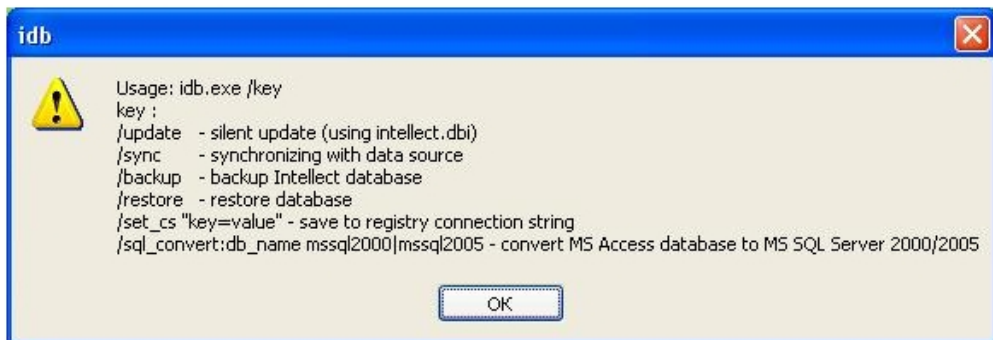 idb
Usage: idb.exe /key
key :
/update - silent update (using intellect.dbi)
/sync - synchronizing with data source
/backup - backup Intellect database
/restore - restore database
/set_cs "key=value" - save to registry connection string
/sql_convert:db_name mssql2000|mssql2005 - convert MS Access database to MS SQL Server 2000/2005
OK